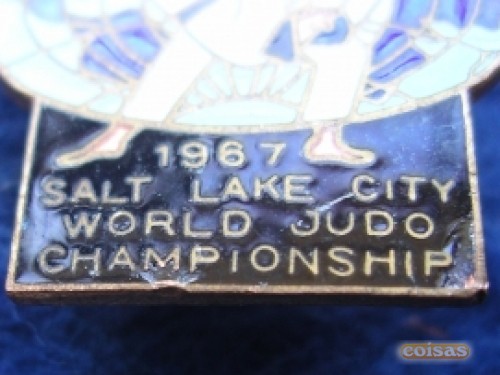 1967
SALT LAKE CITY
WORLD JUDO
CHAMPIONSHIP
coisas